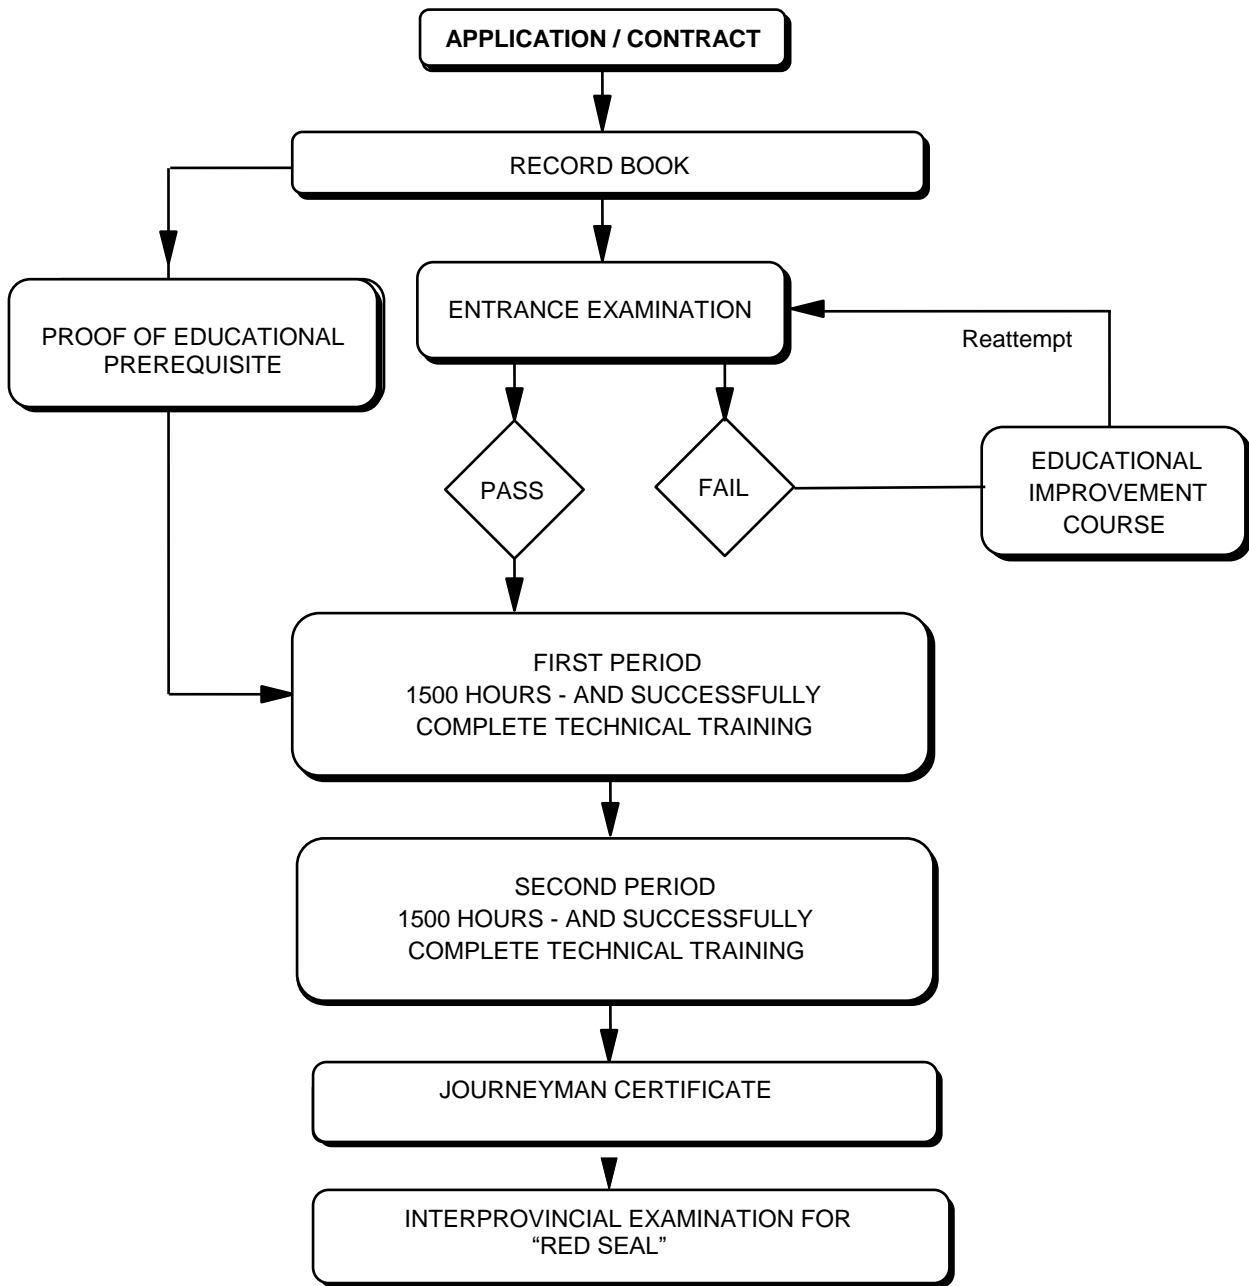 APPLICATION / CONTRACT
RECORD BOOK
PROOF OF EDUCATIONAL
PREREQUISITE
ENTRANCE EXAMINATION
Reattempt
PASS
FAIL
EDUCATIONAL
IMPROVEMENT
COURSE
FIRST PERIOD
1500 HOURS - AND SUCCESSFULLY
COMPLETE TECHNICAL TRAINING
SECOND PERIOD
1500 HOURS - AND SUCCESSFULLY
COMPLETE TECHNICAL TRAINING
JOURNEYMAN CERTIFICATE
INTERPROVINCIAL EXAMINATION FOR
“RED SEAL”